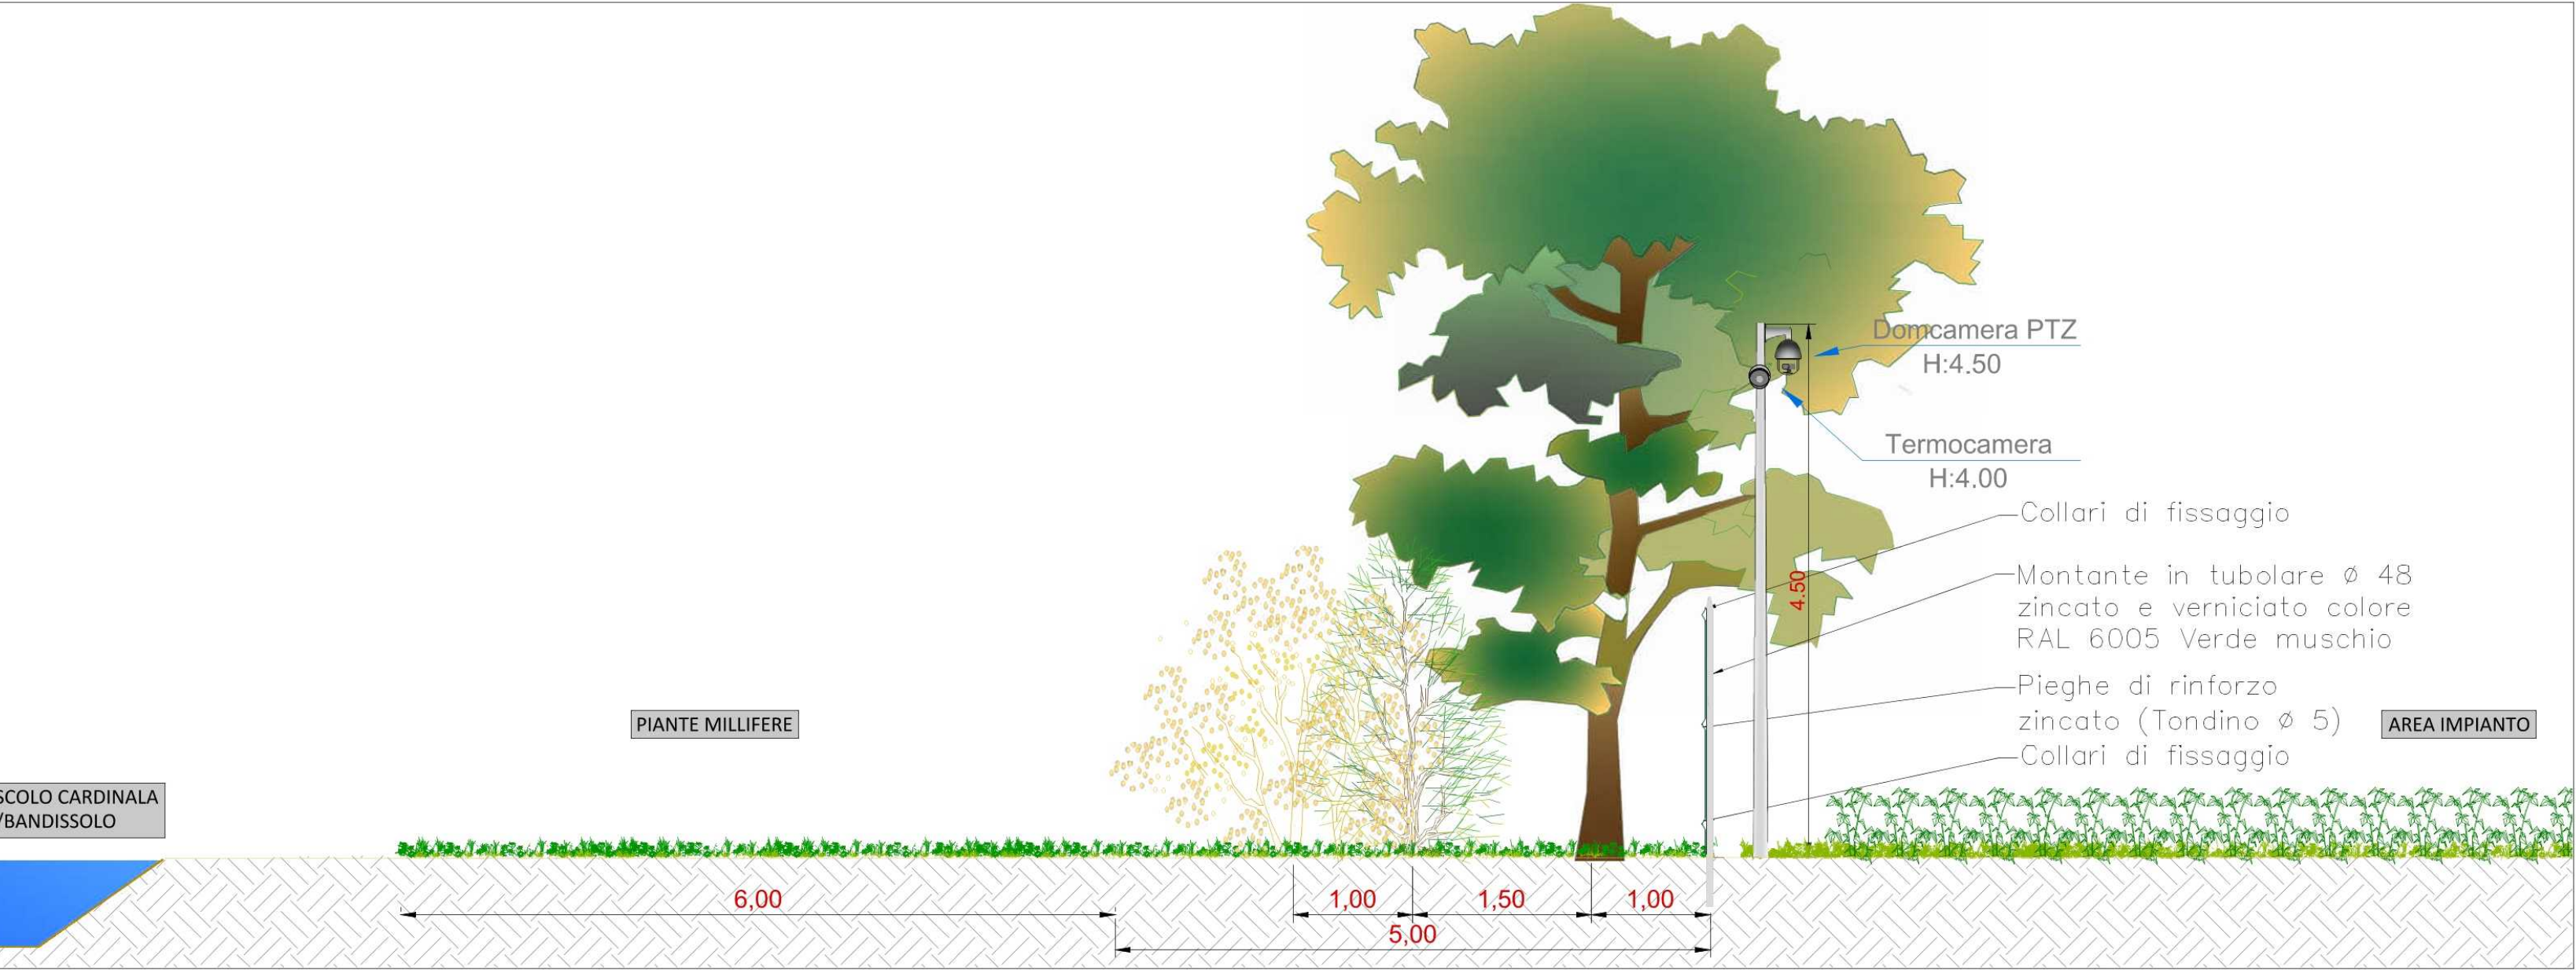 Domcamera PTZ
H:4.50
Termocamera
H:4.00
Collari di fissaggio
Montante in tubolare ø 48
zincato e verniciato colore
RAL 6005 Verde muschio
Pieghe di rinforzo
zincato (Tondino ø 5)
Collari di fissaggio
4.50
PIANTE MILLIFERE
AREA IMPIANTO
SCOLO CARDINALA
/BANDISSOLO
6,00
1,00
1,50
1,00
5,00